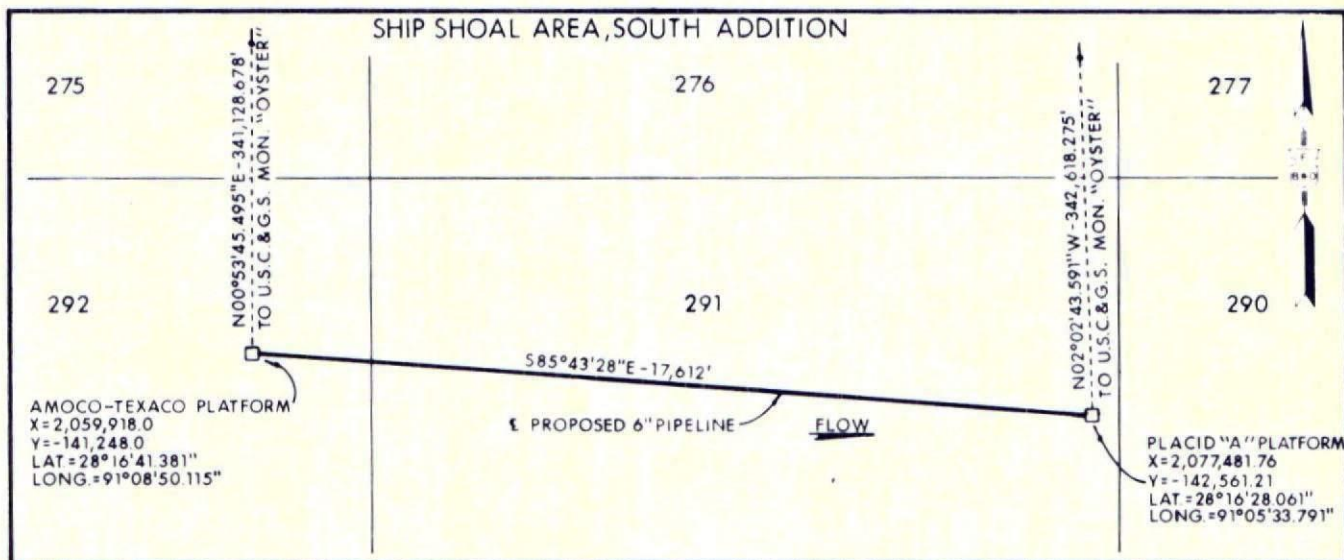 SHIP SHOAL AREA, SOUTH ADDITION
275
276
277
N00°53'45.495"E-341,128.678'
TO U.S.C.&G.S. MON. "OYSTER"
N02°02'43.591"W-342,618.275'
TO U.S.C.&G.S. MON. "OYSTER"
292
291
290
S85°43'28"E-17,612'
AMOCO-TEXACO PLATFORM
X=2,059,918.0
Y=-141,248.0
LAT.=28°16'41.381"
LONG.=91°08'50.115"
℄ PROPOSED 6" PIPELINE
FLOW
PLACID "A" PLATFORM
X=2,077,481.76
Y=-142,561.21
LAT.=28°16'28.061"
LONG.=91°05'33.791"